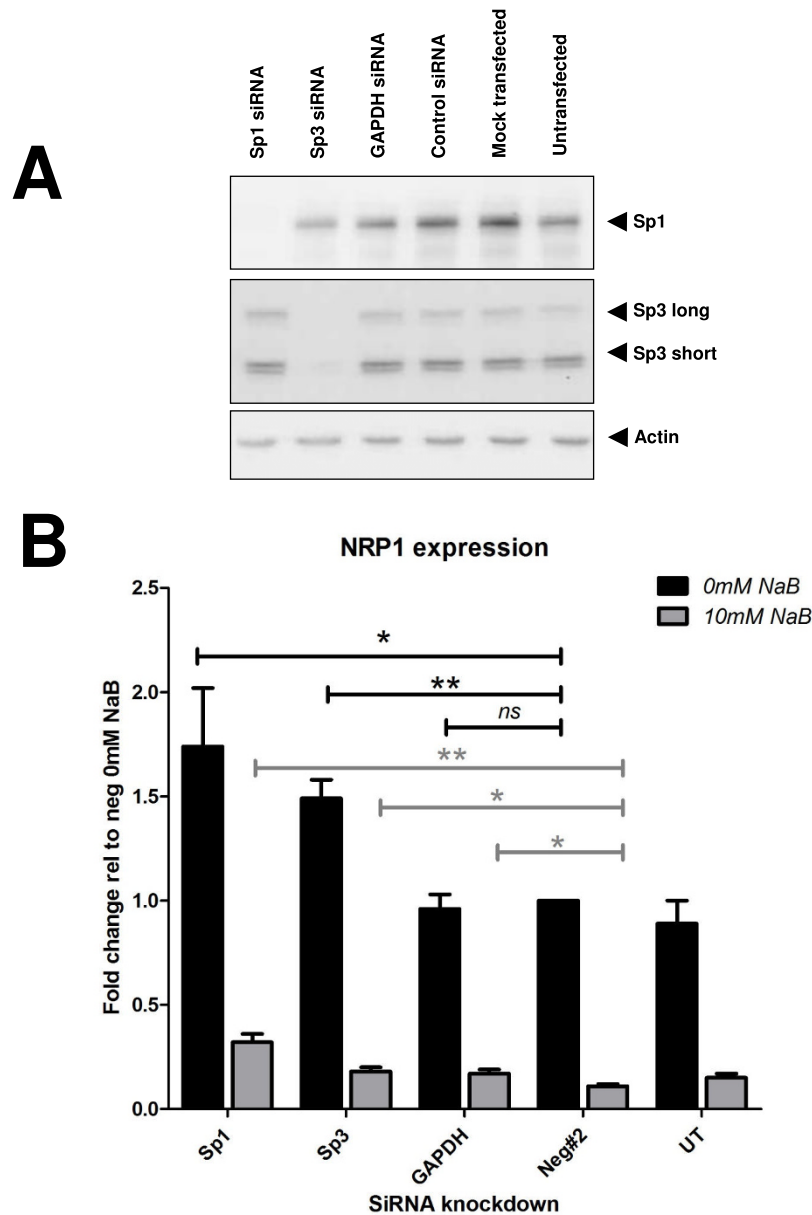 A
Sp1 siRNA
Sp3 siRNA
GAPDH siRNA
Control siRNA
Mock transfected
Untransfected
Sp1
Sp3 long
Sp3 short
Actin
B
NRP1 expression
0mM NaB
10mM NaB
Fold change rel to neg 0mM NaB
2.5
2.0
1.5
1.0
0.5
0.0
*
**
ns
**
*
*
Sp1
Sp3
GAPDH
Neg#2
UT
SiRNA knockdown